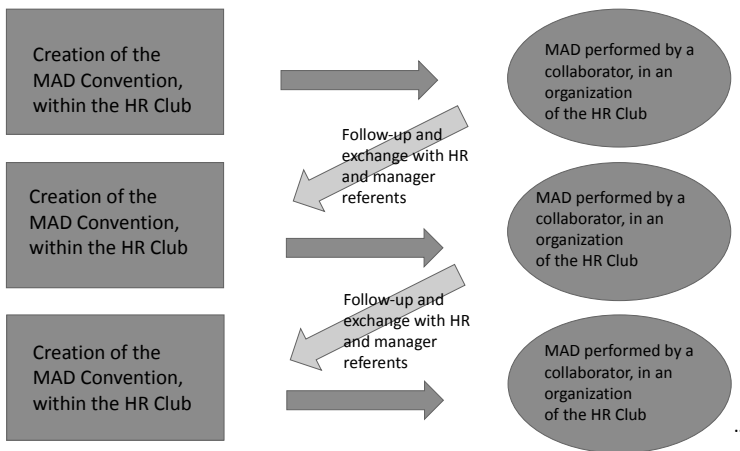 Creation of the
MAD Convention,
within the HR Club
MAD performed by a
collaborator, in an
organization
of the HR Club
Follow-up and
exchange with HR
and manager
referents
Creation of the
MAD Convention,
within the HR Club
MAD performed by a
collaborator, in an
organization
of the HR Club
Follow-up and
exchange with HR
and manager
referents
Creation of the
MAD Convention,
within the HR Club
MAD performed by a
collaborator, in an
organization
of the HR Club
..